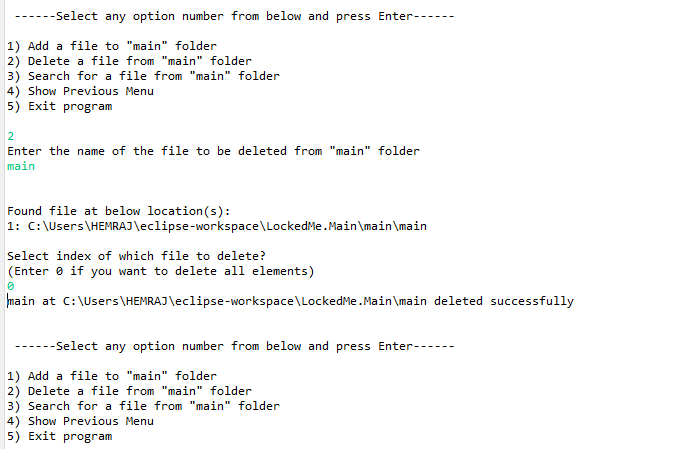 ------Select any option number from below and press Enter------
1) Add a file to "main" folder
2) Delete a file from "main" folder
3) Search for a file from "main" folder
4) Show Previous Menu
5) Exit program
2
Enter the name of the file to be deleted from "main" folder
main
Found file at below location(s):
1: C:\Users\HEMRAJ\eclipse-workspace\LockedMe.Main\main\main
Select index of which file to delete?
(Enter 0 if you want to delete all elements)
0
main at C:\Users\HEMRAJ\eclipse-workspace\LockedMe.Main\main deleted successfully
------Select any option number from below and press Enter------
1) Add a file to "main" folder
2) Delete a file from "main" folder
3) Search for a file from "main" folder
4) Show Previous Menu
5) Exit program